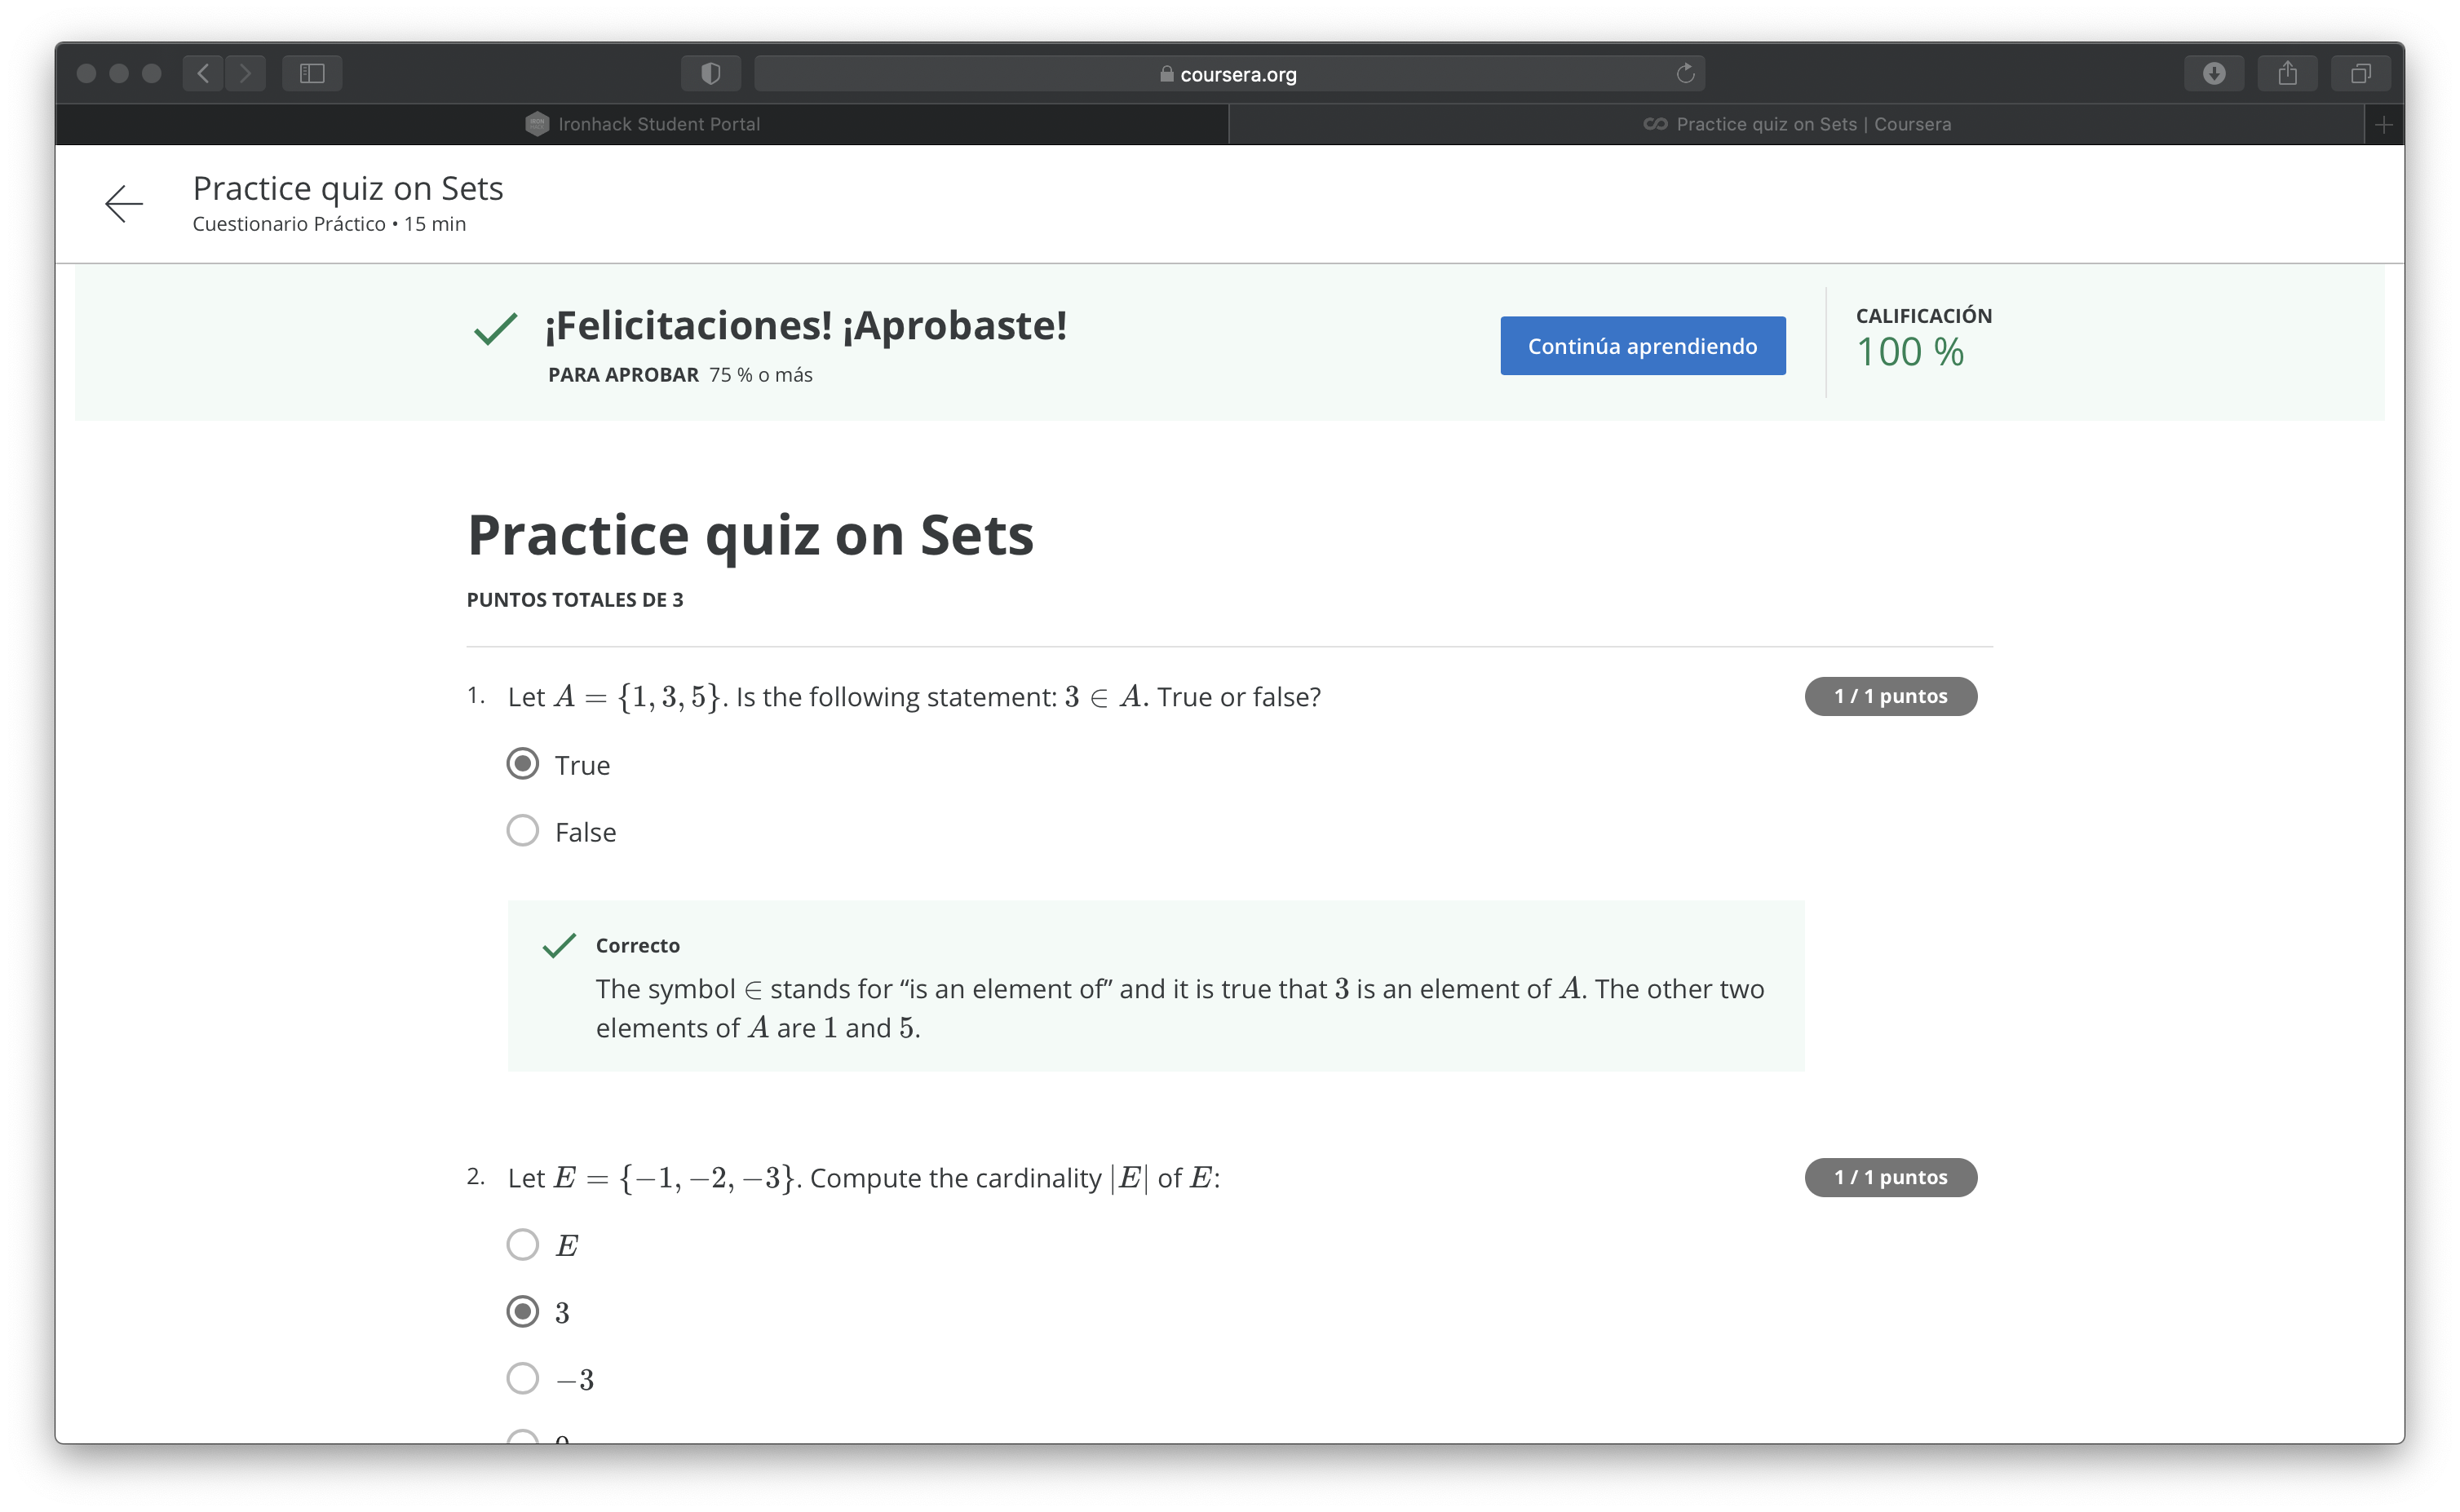 coursera.org
Ironhack Student Portal
Practice quiz on Sets | Coursera
Practice quiz on Sets
Cuestionario Práctico • 15 min
¡Felicitaciones! ¡Aprobaste!
PARA APROBAR 75 % o más
Continúa aprendiendo
CALIFICACIÓN
100 %
Practice quiz on Sets
PUNTOS TOTALES DE 3
1. Let A = {1, 3, 5}. Is the following statement: 3 ∈ A. True or false?
1 / 1 puntos
True
False
Correcto
The symbol ∈ stands for “is an element of” and it is true that 3 is an element of A. The other two
elements of A are 1 and 5.
2. Let E = {−1, −2, −3}. Compute the cardinality |E| of E:
1 / 1 puntos
E
3
−3